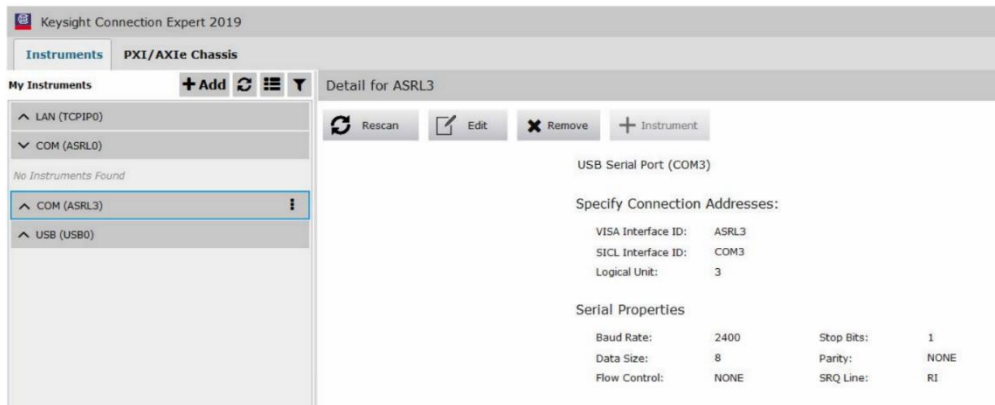 Keysight Connection Expert 2019
Instruments PXI/AXIe Chassis
My Instruments +Add
LAN (TCPIP0)
COM (ASRL0)
No Instruments Found
COM (ASRL3)
USB (USB0)
Detail for ASRL3
Rescan Edit Remove Instrument
USB Serial Port (COM3)
Specify Connection Addresses:
VISA Interface ID: ASRL3
SICL Interface ID: COM3
Logical Unit: 3
Serial Properties
Baud Rate: 2400 Stop Bits: 1
Data Size: 8 Parity: NONE
Flow Control: NONE SRQ Line: RI